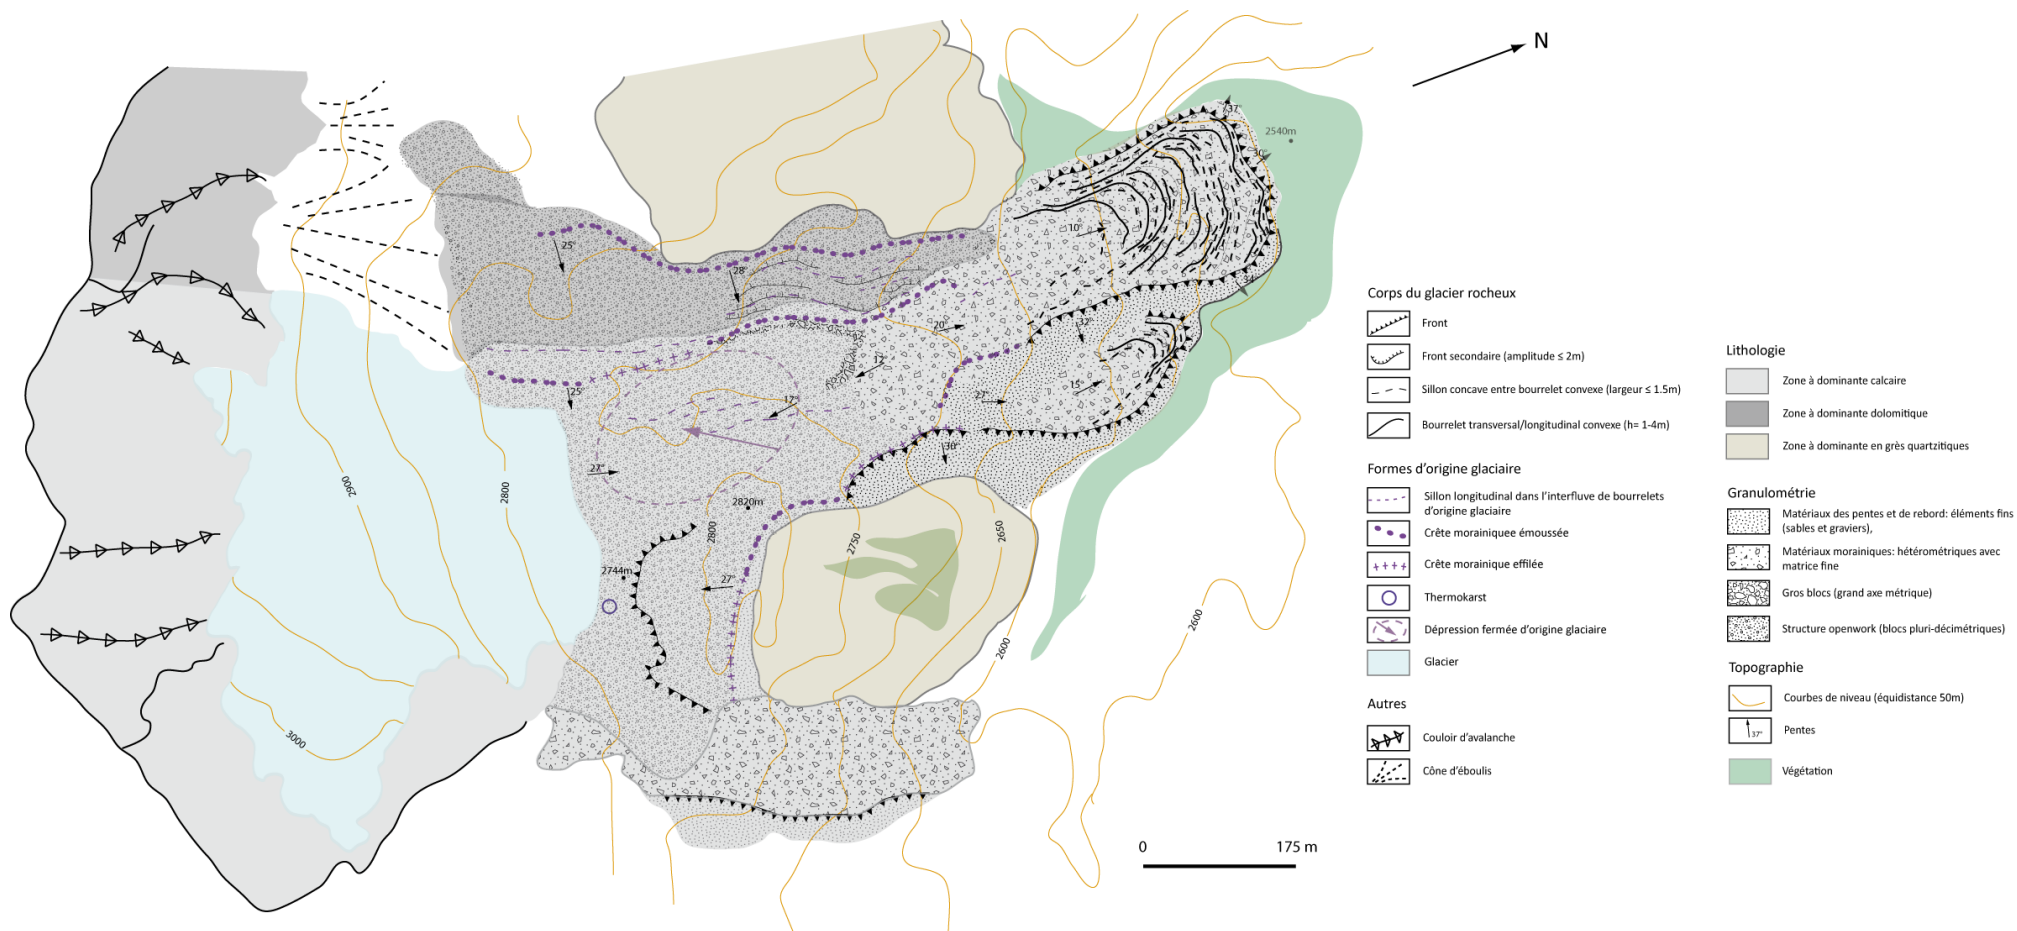 N
37°
2540m
30°
10°
34°
25°
28°
20°
32°
12°
15°
125°
17°
27°
30°
27°
2820m
2900
2800
2800
2750
2650
2744m
27°
2600
2600
3000
0 175 m
Corps du glacier rocheux
Front
Front secondaire (amplitude ≤ 2m)
Sillon concave entre bourrelet convexe (largeur ≤ 1.5m)
Bourrelet transversal/longitudinal convexe (h= 1-4m)
Formes d’origine glaciaire
Sillon longitudinal dans l’interfluve de bourrelets
d’origine glaciaire
Crête morainiquee émoussée
Crête morainique effilée
Thermokarst
Dépression fermée d’origine glaciaire
Glacier
Autres
Couloir d’avalanche
Cône d’éboulis
Lithologie
Zone à dominante calcaire
Zone à dominante dolomitique
Zone à dominante en grès quartzitiques
Granulométrie
Matériaux des pentes et de rebord: éléments fins
(sables et graviers),
Matériaux morainiques: hétérométriques avec
matrice fine
Gros blocs (grand axe métrique)
Structure openwork (blocs pluri-décimétriques)
Topographie
Courbes de niveau (équidistance 50m)
37°
Pentes
Végétation